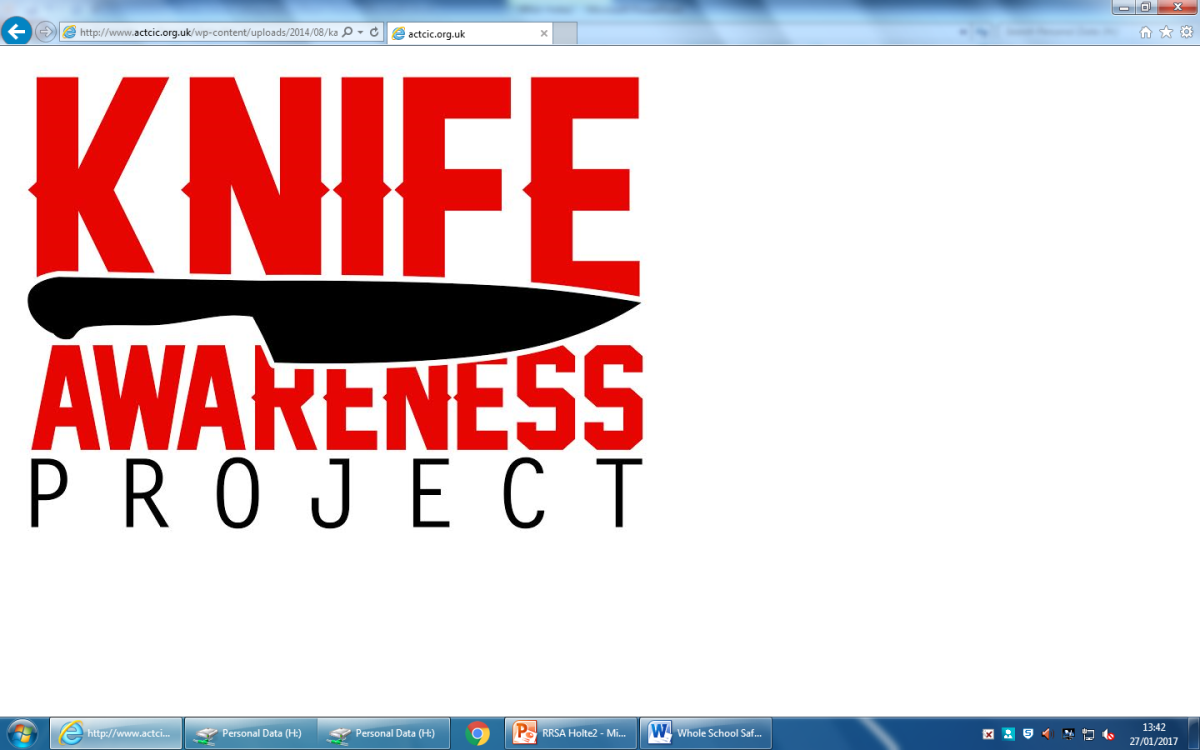 http://www.actcic.org.uk/wp-content/uploads/2014/08/ka
actcic.org.uk
KNIFE
AWARENESS
PROJECT
http://www.actci...
Personal Data (H:)
Personal Data (H:)
RRSA Holte2 - Mi...
Whole School Saf...
13:42
27/01/2017